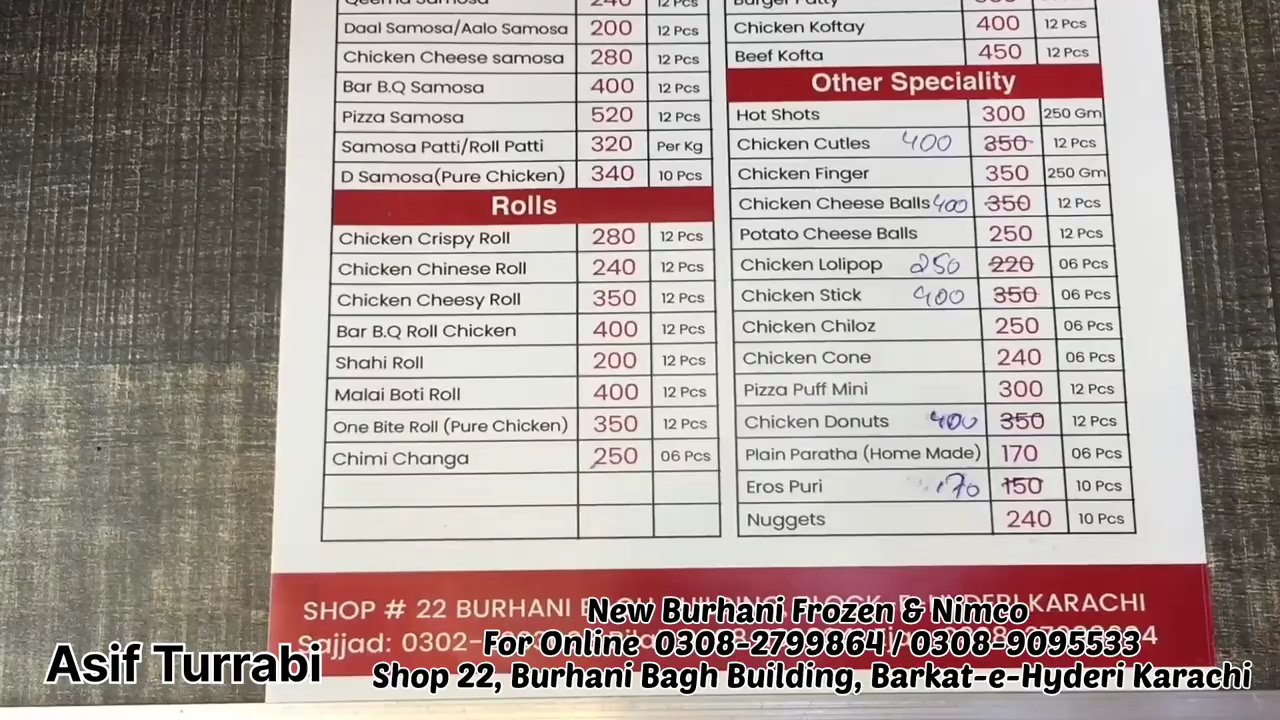 Qeema Samosa 240 12 Pcs
Daal Samosa/Aalo Samosa 200 12 Pcs
Chicken Cheese samosa 280 12 Pcs
Bar B.Q Samosa 400 12 Pcs
Pizza Samosa 520 12 Pcs
Samosa Patti/Roll Patti 320 Per Kg
D Samosa(Pure Chicken) 340 10 Pcs
Rolls
Chicken Crispy Roll 280 12 Pcs
Chicken Chinese Roll 240 12 Pcs
Chicken Cheesy Roll 350 12 Pcs
Bar B.Q Roll Chicken 400 12 Pcs
Shahi Roll 200 12 Pcs
Malai Boti Roll 400 12 Pcs
One Bite Roll (Pure Chicken) 350 12 Pcs
Chimi Changa 250 06 Pcs
Burger Patty
Chicken Koftay 400 12 Pcs
Beef Kofta 450 12 Pcs
Other Speciality
Hot Shots 300 250 Gm
Chicken Cutles 400 350 12 Pcs
Chicken Finger 350 250 Gm
Chicken Cheese Balls 400 350 12 Pcs
Potato Cheese Balls 250 12 Pcs
Chicken Lolipop 250 220 06 Pcs
Chicken Stick 400 350 06 Pcs
Chicken Chiloz 250 06 Pcs
Chicken Cone 240 06 Pcs
Pizza Puff Mini 300 12 Pcs
Chicken Donuts 400 350 12 Pcs
Plain Paratha (Home Made) 170 06 Pcs
Eros Puri 170 150 10 Pcs
Nuggets 240 10 Pcs
SHOP # 22 BURHANI HYDERI KARACHI
Sajjad: 0302-
New Burhani Frozen & Nimco
For Online 0308-2799864 / 0308-9095533
Shop 22, Burhani Bagh Building, Barkat-e-Hyderi Karachi
Asif Turrabi